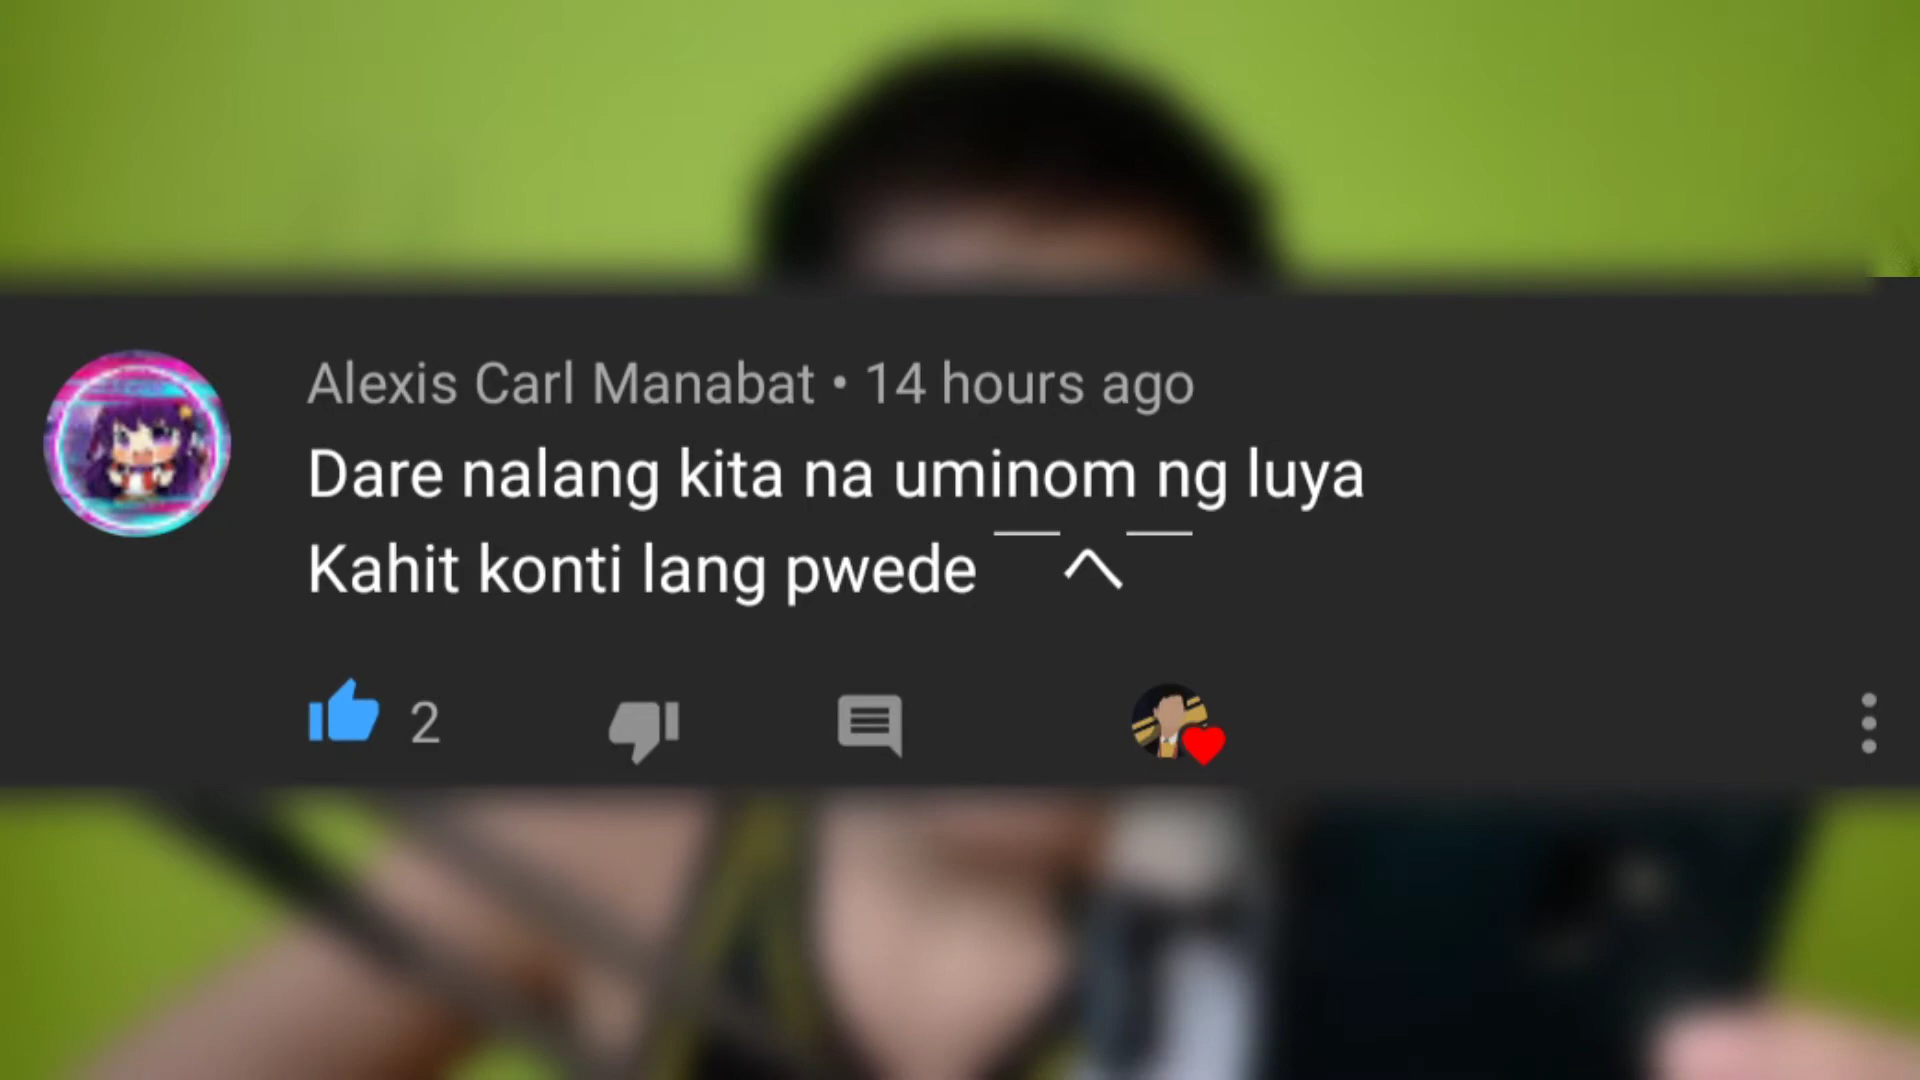 Alexis Carl Manabat • 14 hours ago
Dare nalang kita na uminom ng luya
Kahit konti lang pwede ￣^￣
2